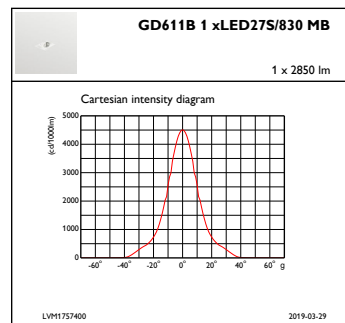 GD611B 1 xLED27S/830 MB
1 x 2850 lm
Cartesian intensity diagram
(cd/1000lm)
5000
4000
3000
2000
1000
0
-60° -40° -20° 0° 20° 40° 60° g
LVM1757400 2019-03-29